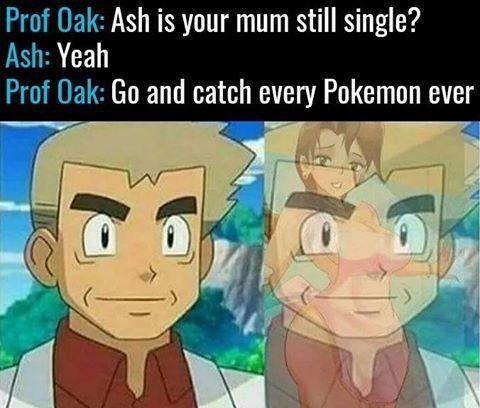 Prof Oak: Ash is your mum still single?
Ash: Yeah
Prof Oak: Go and catch every Pokemon ever